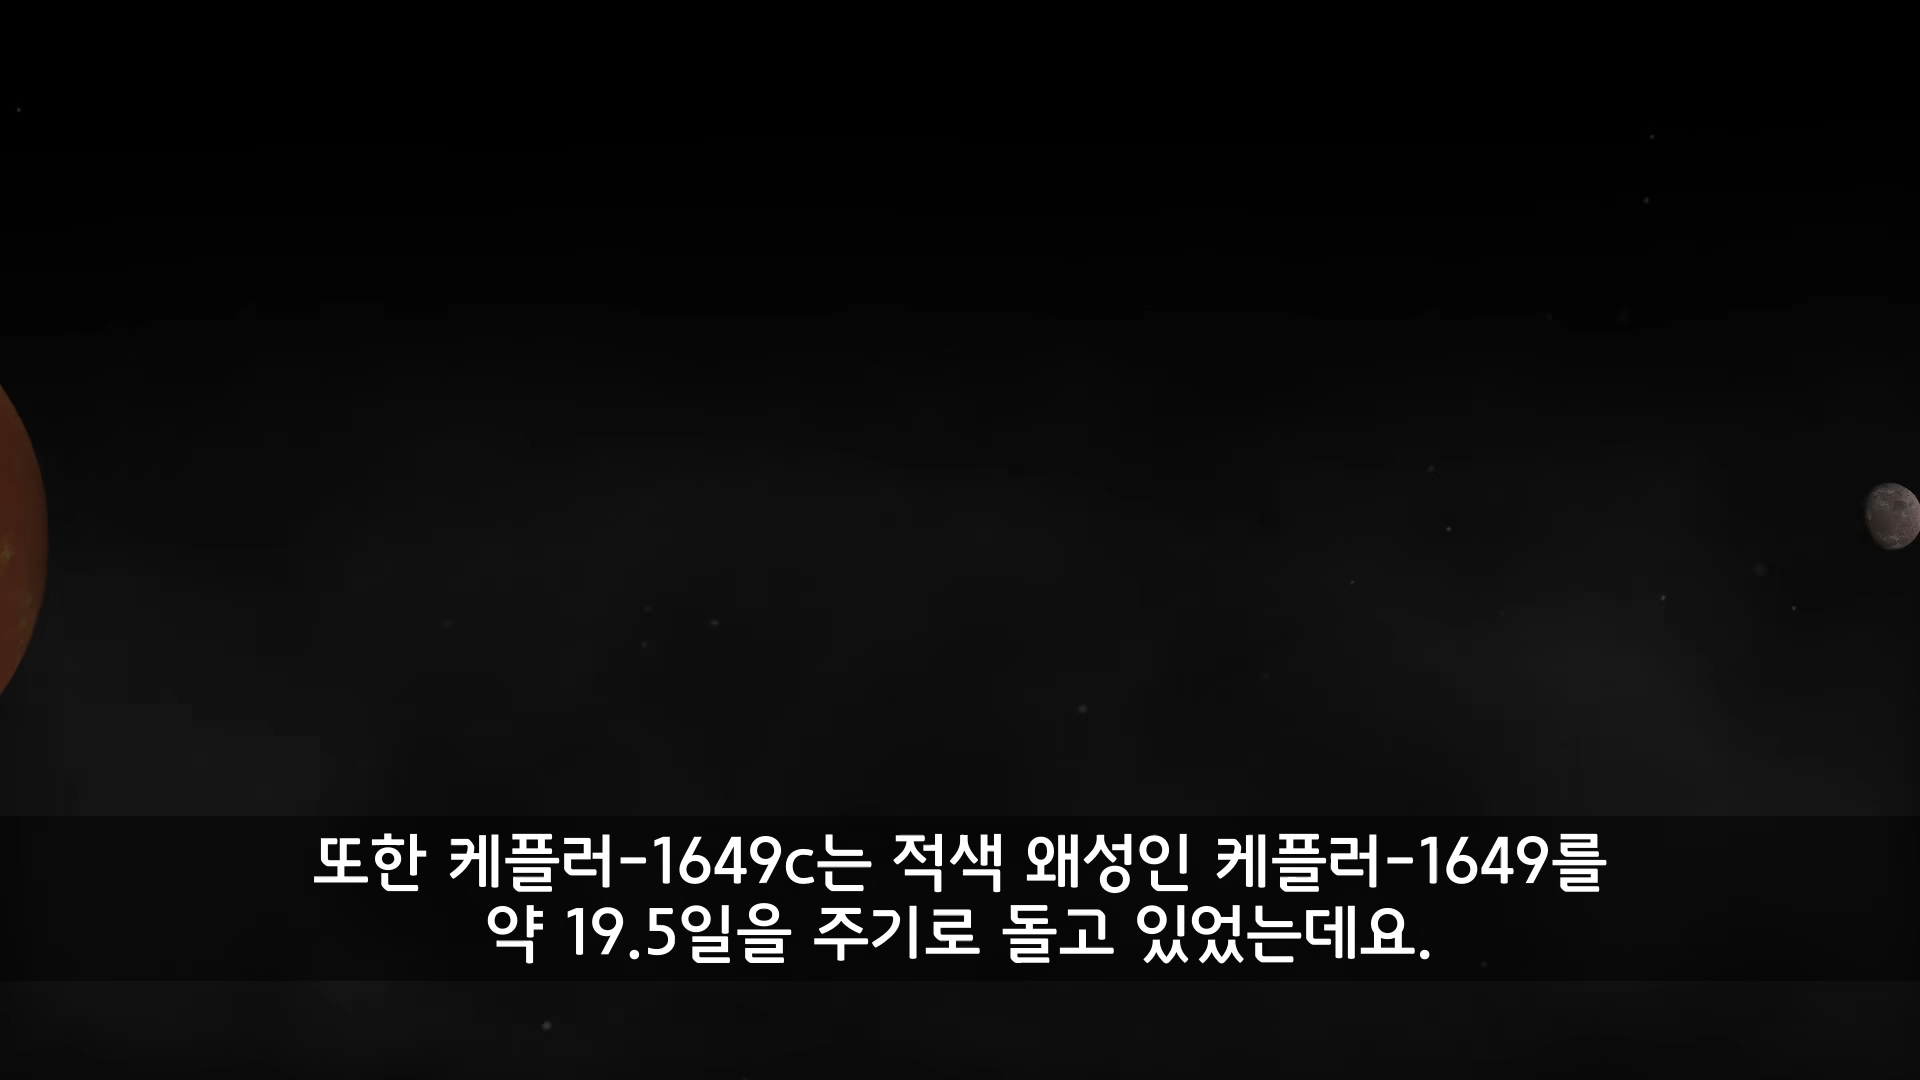 또한 케플러-1649c는 적색 왜성인 케플러-1649를
약 19.5일을 주기로 돌고 있었는데요.